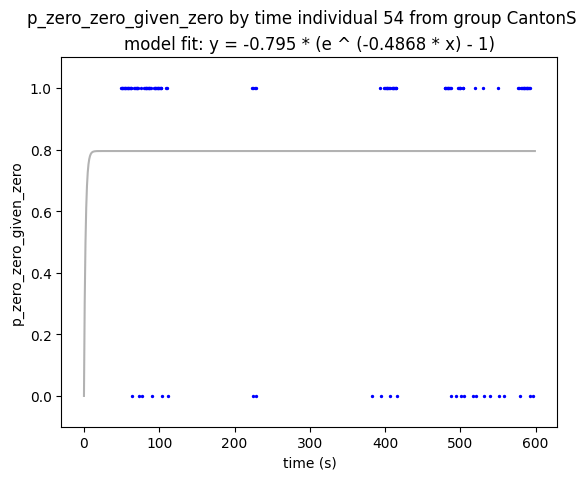 p_zero_zero_given_zero by time individual 54 from group CantonS
model fit: y = -0.795 * (e ^ (-0.4868 * x) - 1)
p_zero_zero_given_zero
1.0
0.8
0.6
0.4
0.2
0.0
0 100 200 300 400 500 600
time (s)